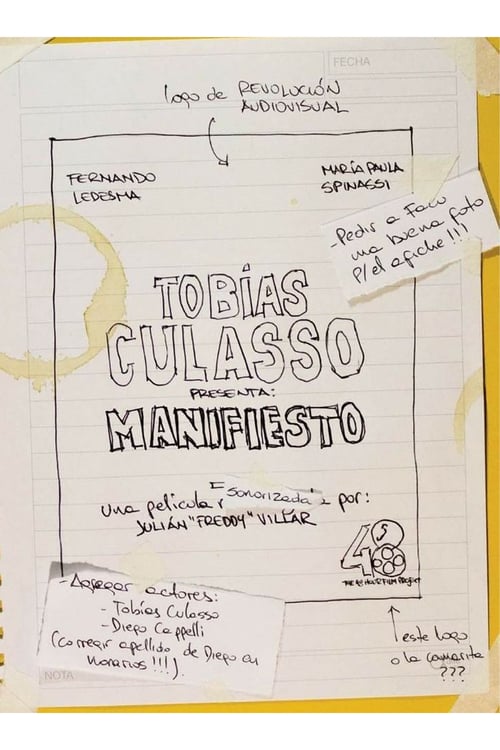 FECHA
logo de REVOLUCIÓN
AUDIOVISUAL
FERNANDO
LEDESMA
MARÍA PAULA
SPINASSI
-Pedir a Facu
una buena foto
p/el afiche!!!
TOBÍAS
CULASSO
PRESENTA:
MANIFIESTO
Una película
sonorizada
por:
JULIÁN "FREDDY" VILLAR
48
THE 48 HOUR FILM PROJECT
-Agregar actores:
- Tobías Culasso
- Diego Cappelli
(corregir apellido de Diego en
horarios!!!).
este logo
o la camarita
???
NOTA